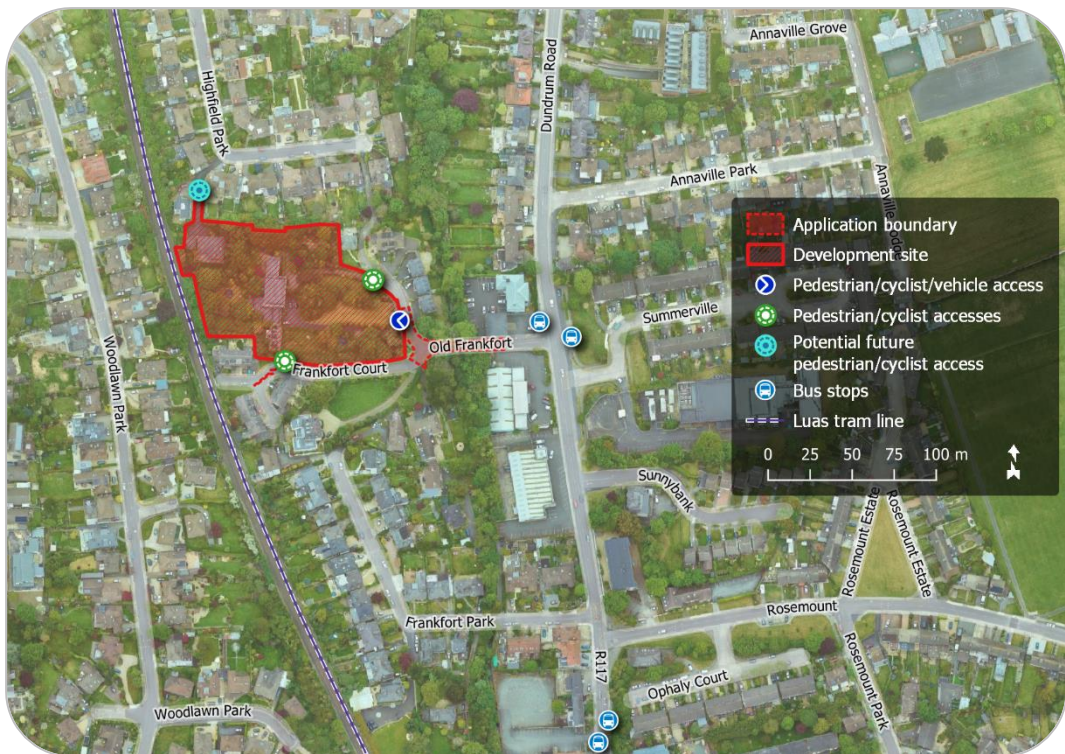 Annaville Grove
Highfield Park
Dundrum Road
Annaville Park
Application boundary
Development site
Pedestrian/cyclist/vehicle access
Pedestrian/cyclist accesses
Potential future
pedestrian/cyclist access
Bus stops
Luas tram line
0 25 50 75 100 m
Summerville
Old Frankfort
Frankfort Court
Woodlawn Park
Sunnybank
Rosemount Estate
Rosemount Estate
Rosemount
Frankfort Park
R117
Ophaly Court
Rosemount Park
Woodlawn Park